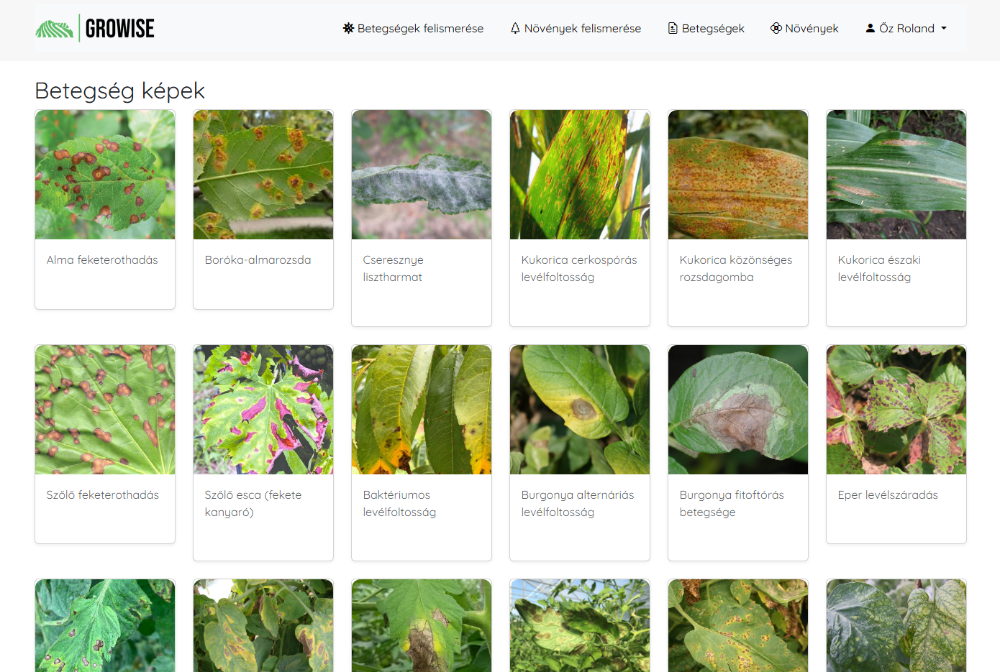 GROWISE
Betegségek felismerése
Növények felismerése
Betegségek
Növények
Őz Roland
Betegség képek
Alma feketerothadás
Boróka-almarozsda
Cseresznye
lisztharmat
Kukorica cerkospórás
levélfoltosság
Kukorica közönséges
rozsdagomba
Kukorica északi
levélfoltosság
Szőlő feketerothadás
Szőlő esca (fekete
kanyaró)
Baktériumos
levélfoltosság
Burgonya alternáriás
levélfoltosság
Burgonya fitoftórás
betegsége
Eper levélszáradás